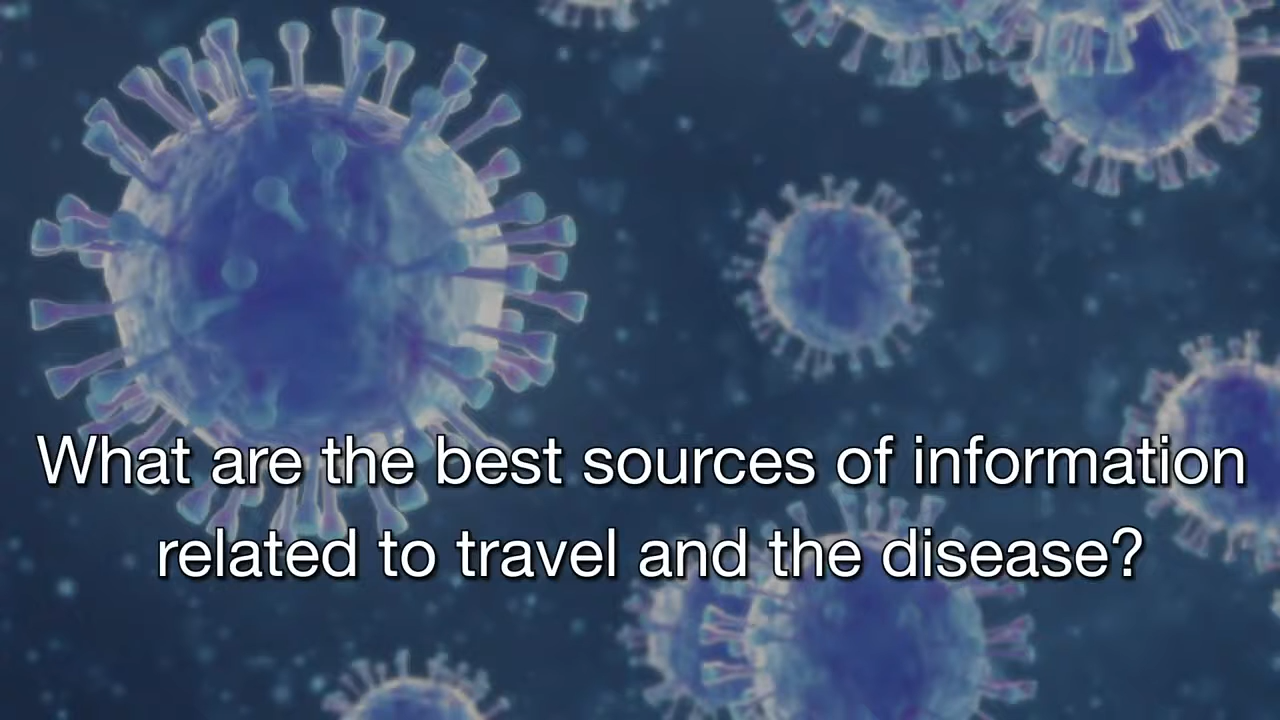 What are the best sources of information
related to travel and the disease?